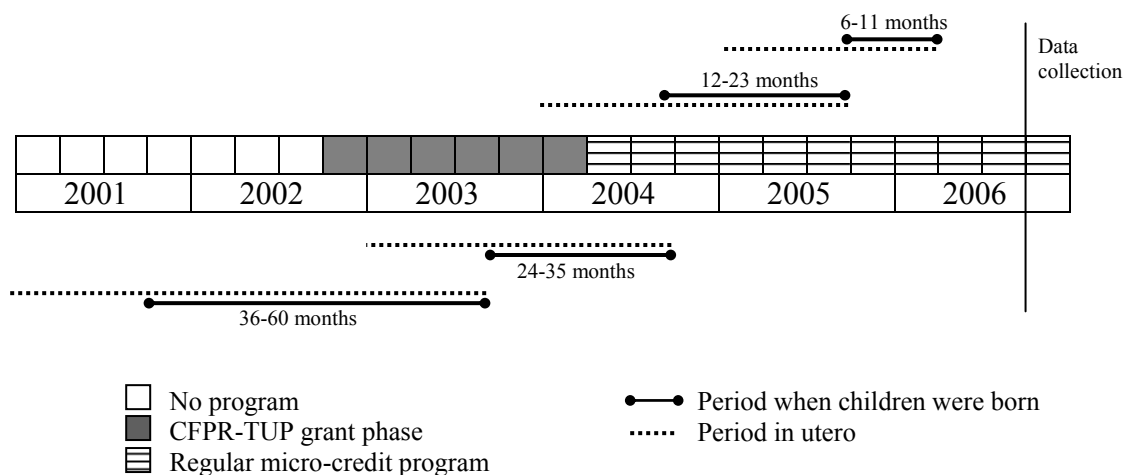 6-11 months
Data
collection
12-23 months
2001 2002 2003 2004 2005 2006
24-35 months
36-60 months
No program
CFPR-TUP grant phase
Regular micro-credit program
Period when children were born
Period in utero